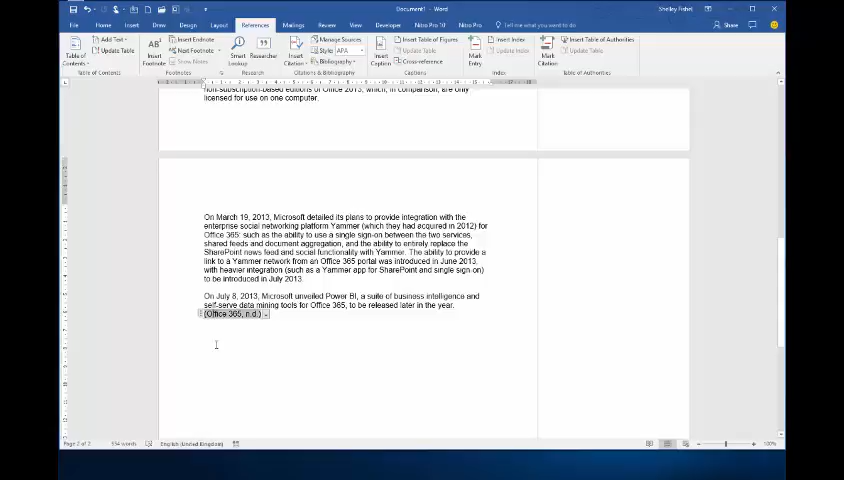 Document1 - Word
Shelley Fishel
File Home Insert Draw Design Layout References Mailings Review View Developer Nitro Pro 10 Nitro Pro Tell me what you want to do Share
Table of Contents
Add Text
Update Table
Table of Contents
AB
Insert Footnote
Insert Endnote
Next Footnote
Show Notes
Footnotes
Smart Lookup
Researcher
Research
Insert Citation
Manage Sources
Style: APA
Bibliography
Citations & Bibliography
Insert Caption
Insert Table of Figures
Update Table
Cross-reference
Captions
Mark Entry
Insert Index
Update Index
Index
Mark Citation
Insert Table of Authorities
Update Table
Table of Authorities
non-subscription-based editions of Office 2013, which, in comparison, are only
licensed for use on one computer.
On March 19, 2013, Microsoft detailed its plans to provide integration with the
enterprise social networking platform Yammer (which they had acquired in 2012) for
Office 365: such as the ability to use a single sign-on between the two services,
shared feeds and document aggregation, and the ability to entirely replace the
SharePoint news feed and social functionality with Yammer. The ability to provide a
link to a Yammer network from an Office 365 portal was introduced in June 2013,
with heavier integration (such as a Yammer app for SharePoint and single sign-on)
to be introduced in July 2013.
On July 8, 2013, Microsoft unveiled Power BI, a suite of business intelligence and
self-serve data mining tools for Office 365, to be released later in the year.
(Office 365, n.d.)
Page 2 of 2 554 words English (United Kingdom) 100%